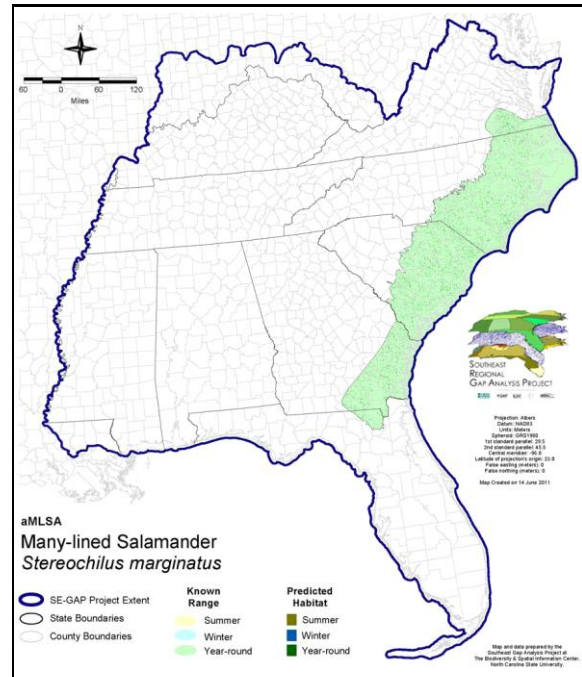 N
60 0 60 120
Miles
SOUTHEAST
REGIONAL
GAP ANALYSIS PROJECT
Projection: Albers
Datum: NAD83
Units: Meters
Spheroid: GRS1980
1st standard parallel: 29.5
2nd standard parallel: 45.5
Central meridian: -96.0
Latitude of projection's origin: 23.0
False easting (meters): 0
False northing (meters): 0
Map Created on 14 June 2011
aMLSA
Many-lined Salamander
Stereochilus marginatus
SE-GAP Project Extent
State Boundaries
County Boundaries
Known
Range
Summer
Winter
Year-round
Predicted
Habitat
Summer
Winter
Year-round
Map and data prepared by the
Southeast Gap Analysis Project at
The Biodiversity & Spatial Information Center,
North Carolina State University.